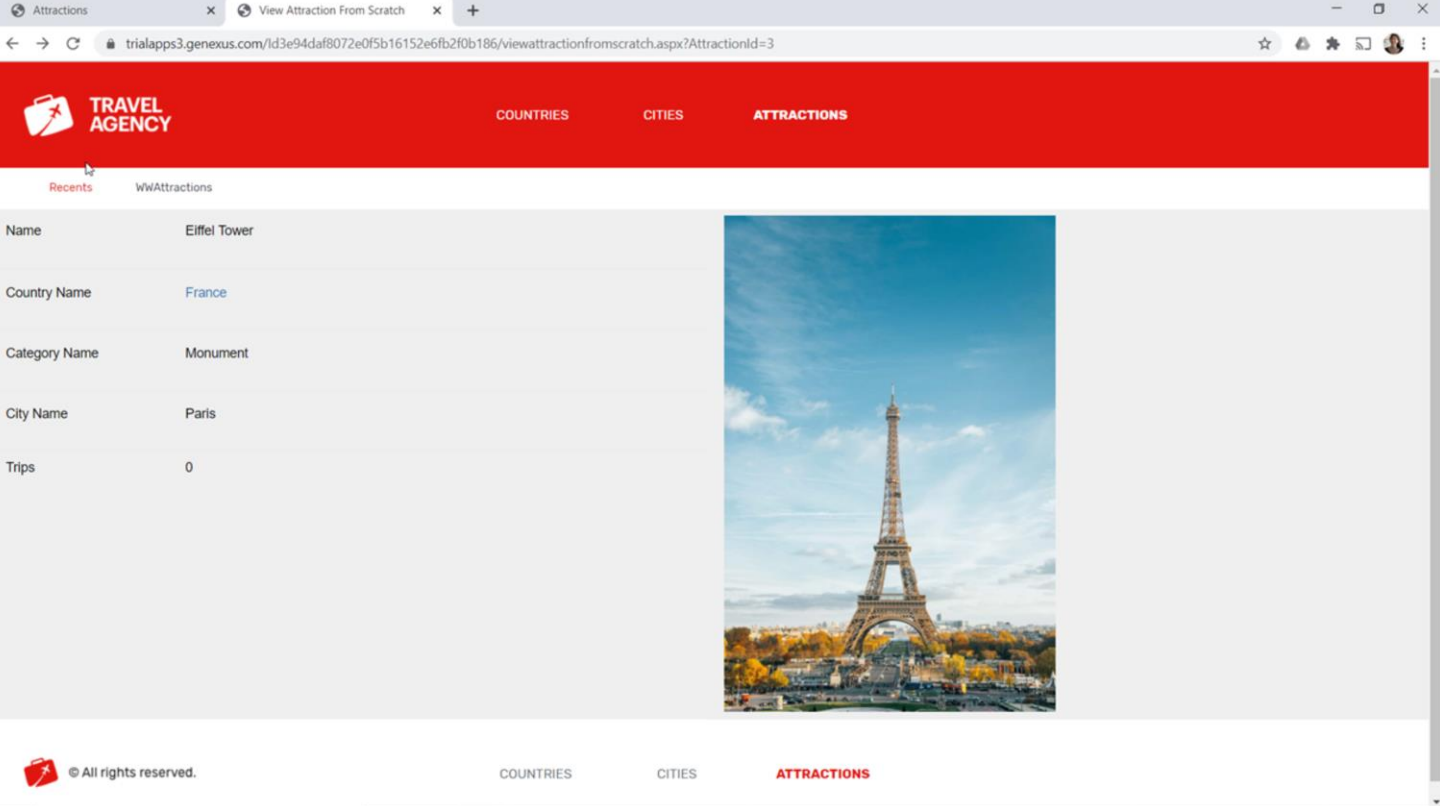 Attractions
View Attraction From Scratch
trialapps3.genexus.com/Id3e94daf8072e0f5b16152e6fb2f0b186/viewattractionfromscratch.aspx?AttractionId=3
TRAVEL
AGENCY
COUNTRIES CITIES ATTRACTIONS
Recents WWAttractions
Name Eiffel Tower
Country Name France
Category Name Monument
City Name Paris
Trips 0
© All rights reserved.
COUNTRIES CITIES ATTRACTIONS